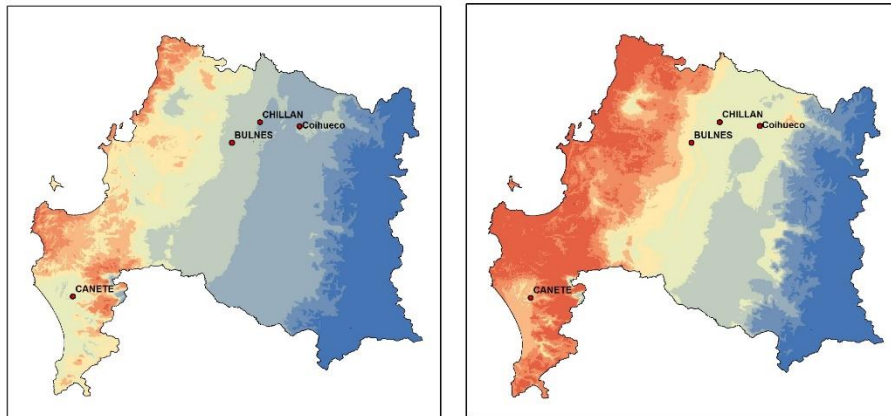 CHILLAN
Coihueco
BULNES
CANETE
CHILLAN
Coihueco
BULNES
CANETE